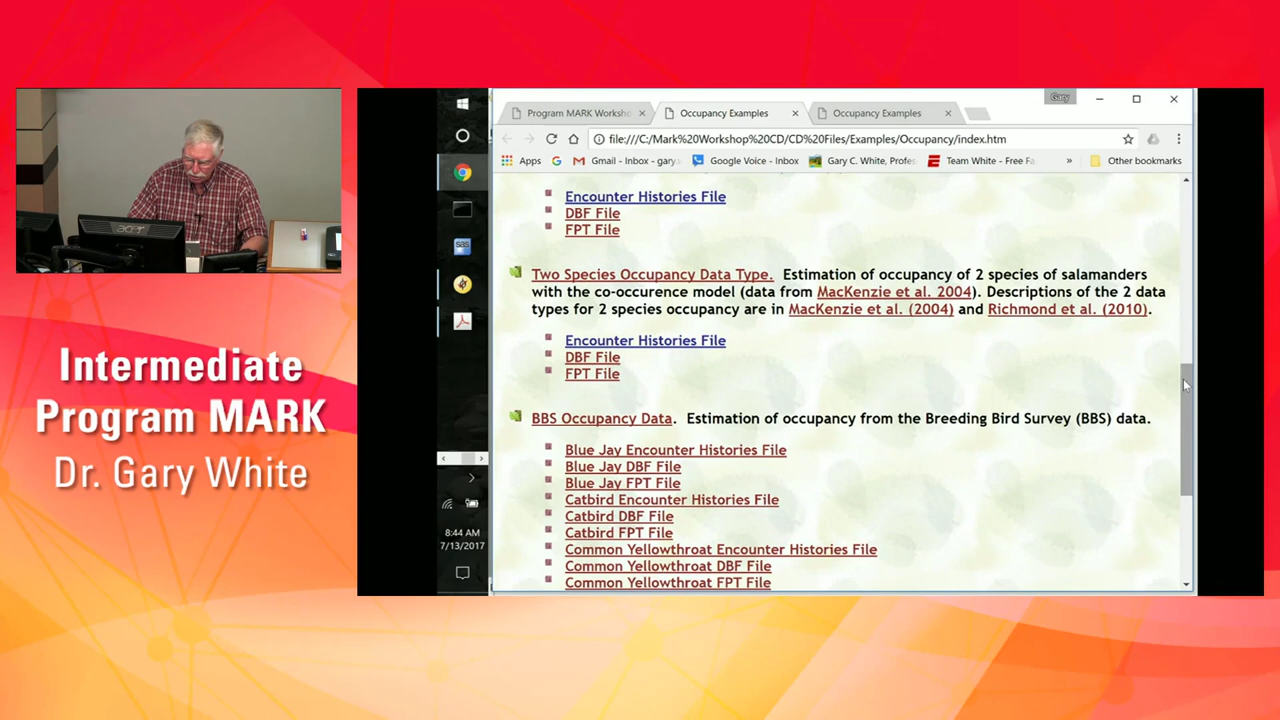 Intermediate
Program MARK
Dr. Gary White
acer
sas
8:44 AM
7/13/2017
Gary
Program MARK Worksho
Occupancy Examples
Occupancy Examples
file:///C:/Mark%20Workshop%20CD/CD%20Files/Examples/Occupancy/index.htm
Apps
Gmail - Inbox - gary.
Google Voice - Inbox
Gary C. White, Profes
Team White - Free Fa
»
Other bookmarks
Encounter Histories File
DBF File
FPT File
Two Species Occupancy Data Type. Estimation of occupancy of 2 species of salamanders
with the co-occurence model (data from MacKenzie et al. 2004). Descriptions of the 2 data
types for 2 species occupancy are in MacKenzie et al. (2004) and Richmond et al. (2010).
Encounter Histories File
DBF File
FPT File
BBS Occupancy Data. Estimation of occupancy from the Breeding Bird Survey (BBS) data.
Blue Jay Encounter Histories File
Blue Jay DBF File
Blue Jay FPT File
Catbird Encounter Histories File
Catbird DBF File
Catbird FPT File
Common Yellowthroat Encounter Histories File
Common Yellowthroat DBF File
Common Yellowthroat FPT File